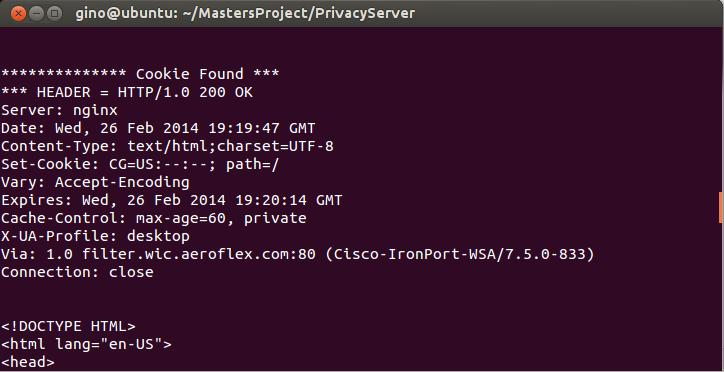 gino@ubuntu: ~/MastersProject/PrivacyServer
************** Cookie Found ***
*** HEADER = HTTP/1.0 200 OK
Server: nginx
Date: Wed, 26 Feb 2014 19:19:47 GMT
Content-Type: text/html;charset=UTF-8
Set-Cookie: CG=US:--:--; path=/
Vary: Accept-Encoding
Expires: Wed, 26 Feb 2014 19:20:14 GMT
Cache-Control: max-age=60, private
X-UA-Profile: desktop
Via: 1.0 filter.wic.aeroflex.com:80 (Cisco-IronPort-WSA/7.5.0-833)
Connection: close
<!DOCTYPE HTML>
<html lang="en-US">
<head>